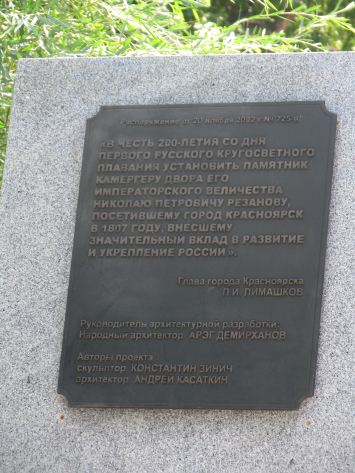 Распоряжение от 20 ноября 2002 г №
«В ЧЕСТЬ 200-ЛЕТИЯ СО ДНЯ
ПЕРВОГО РУССКОГО КРУГОСВЕТНОГО
ПЛАВАНИЯ УСТАНОВИТЬ ПАМЯТНИК
КАМЕРГЕРУ ДВОРА ЕГО
ИМПЕРАТОРСКОГО ВЕЛИЧЕСТВА
НИКОЛАЮ ПЕТРОВИЧУ РЕЗАНОВУ,
ПОСЕТИВШЕМУ ГОРОД КРАСНОЯРСК
В 1807 ГОДУ, ВНЕСШЕМУ
ЗНАЧИТЕЛЬНЫЙ ВКЛАД В РАЗВИТИЕ
И УКРЕПЛЕНИЕ РОССИИ».
Глава города Красноярска
П.И. ПИМАШКОВ
Руководитель архитектурной разработки:
Народный архитектор АРЭГ ДЕМИРХАНОВ
Авторы проекта:
скульптор КОНСТАНТИН ЗИНИЧ
архитектор АНДРЕЙ КАСАТКИН